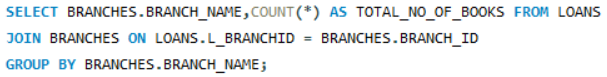 SELECT BRANCHES.BRANCH_NAME,COUNT(*) AS TOTAL_NO_OF_BOOKS FROM LOANS
JOIN BRANCHES ON LOANS.L_BRANCHID = BRANCHES.BRANCH_ID
GROUP BY BRANCHES.BRANCH_NAME;